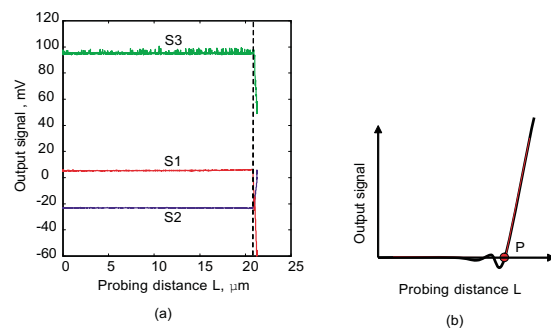 120
100
80
60
40
20
0
-20
-40
-60
Output signal , mV
S3
S1
S2
0
5
10
15
20
25
Probing distance L, μm
(a)
Output signal
P
Probing distance L
(b)